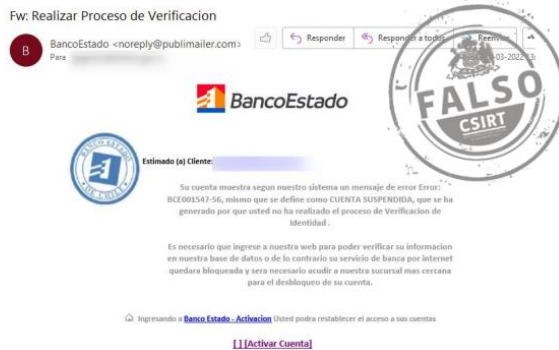 Fw: Realizar Proceso de Verificacion
B
BancoEstado <noreply@publimailer.com>
Para
Responder
Responder a todos
Reenviar
-03-2022
FALSO
CSIRT
BancoEstado
BANCO ESTADO
DE CHILE
Estimado (a) Cliente:
Su cuenta muestra segun nuestro sistema un mensaje de error Error:
BCE001547-56, mismo que se define como CUENTA SUSPENDIDA, que se ha
generado por que usted no ha realizado el proceso de Verificacion de
Identidad .
Es necesario que ingrese a nuestra web para poder verificar su informacion
en nuestra base de datos o de lo contrario su servicio de banca por internet
quedara bloqueada y sera necesario acudir a nuestra sucursal mas cercana
para el desbloqueo de su cuenta.
Ingresando a Banco Estado - Activacion Usted podra restablecer el acceso a sus cuentas
[ ] [Activar Cuenta]